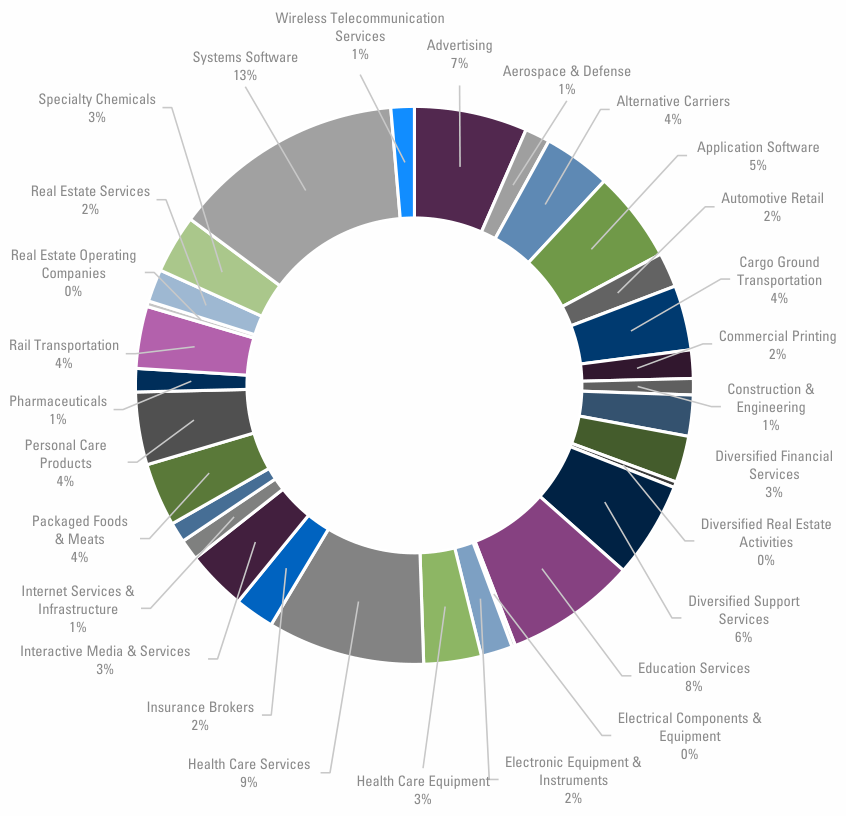 Wireless Telecommunication
Services
1%
Advertising
7%
Aerospace & Defense
1%
Alternative Carriers
4%
Application Software
5%
Automotive Retail
2%
Cargo Ground
Transportation
4%
Commercial Printing
2%
Construction &
Engineering
1%
Diversified Financial
Services
3%
Diversified Real Estate
Activities
0%
Diversified Support
Services
6%
Education Services
8%
Electrical Components &
Equipment
0%
Electronic Equipment &
Instruments
2%
Health Care Equipment
3%
Health Care Services
9%
Insurance Brokers
2%
Interactive Media & Services
3%
Internet Services &
Infrastructure
1%
Packaged Foods
& Meats
4%
Personal Care
Products
4%
Pharmaceuticals
1%
Rail Transportation
4%
Real Estate Operating
Companies
0%
Real Estate Services
2%
Specialty Chemicals
3%
Systems Software
13%